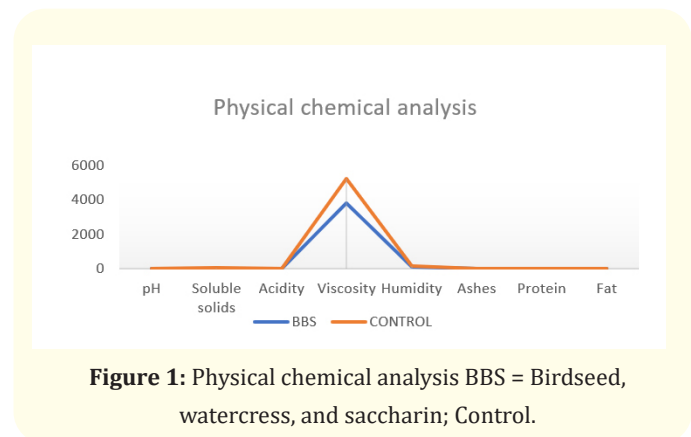 Physical chemical analysis
6000
4000
2000
0
pH Soluble solids Acidity Viscosity Humidity Ashes Protein Fat
BBS CONTROL
Figure 1: Physical chemical analysis BBS = Birdseed,
watercress, and saccharin; Control.